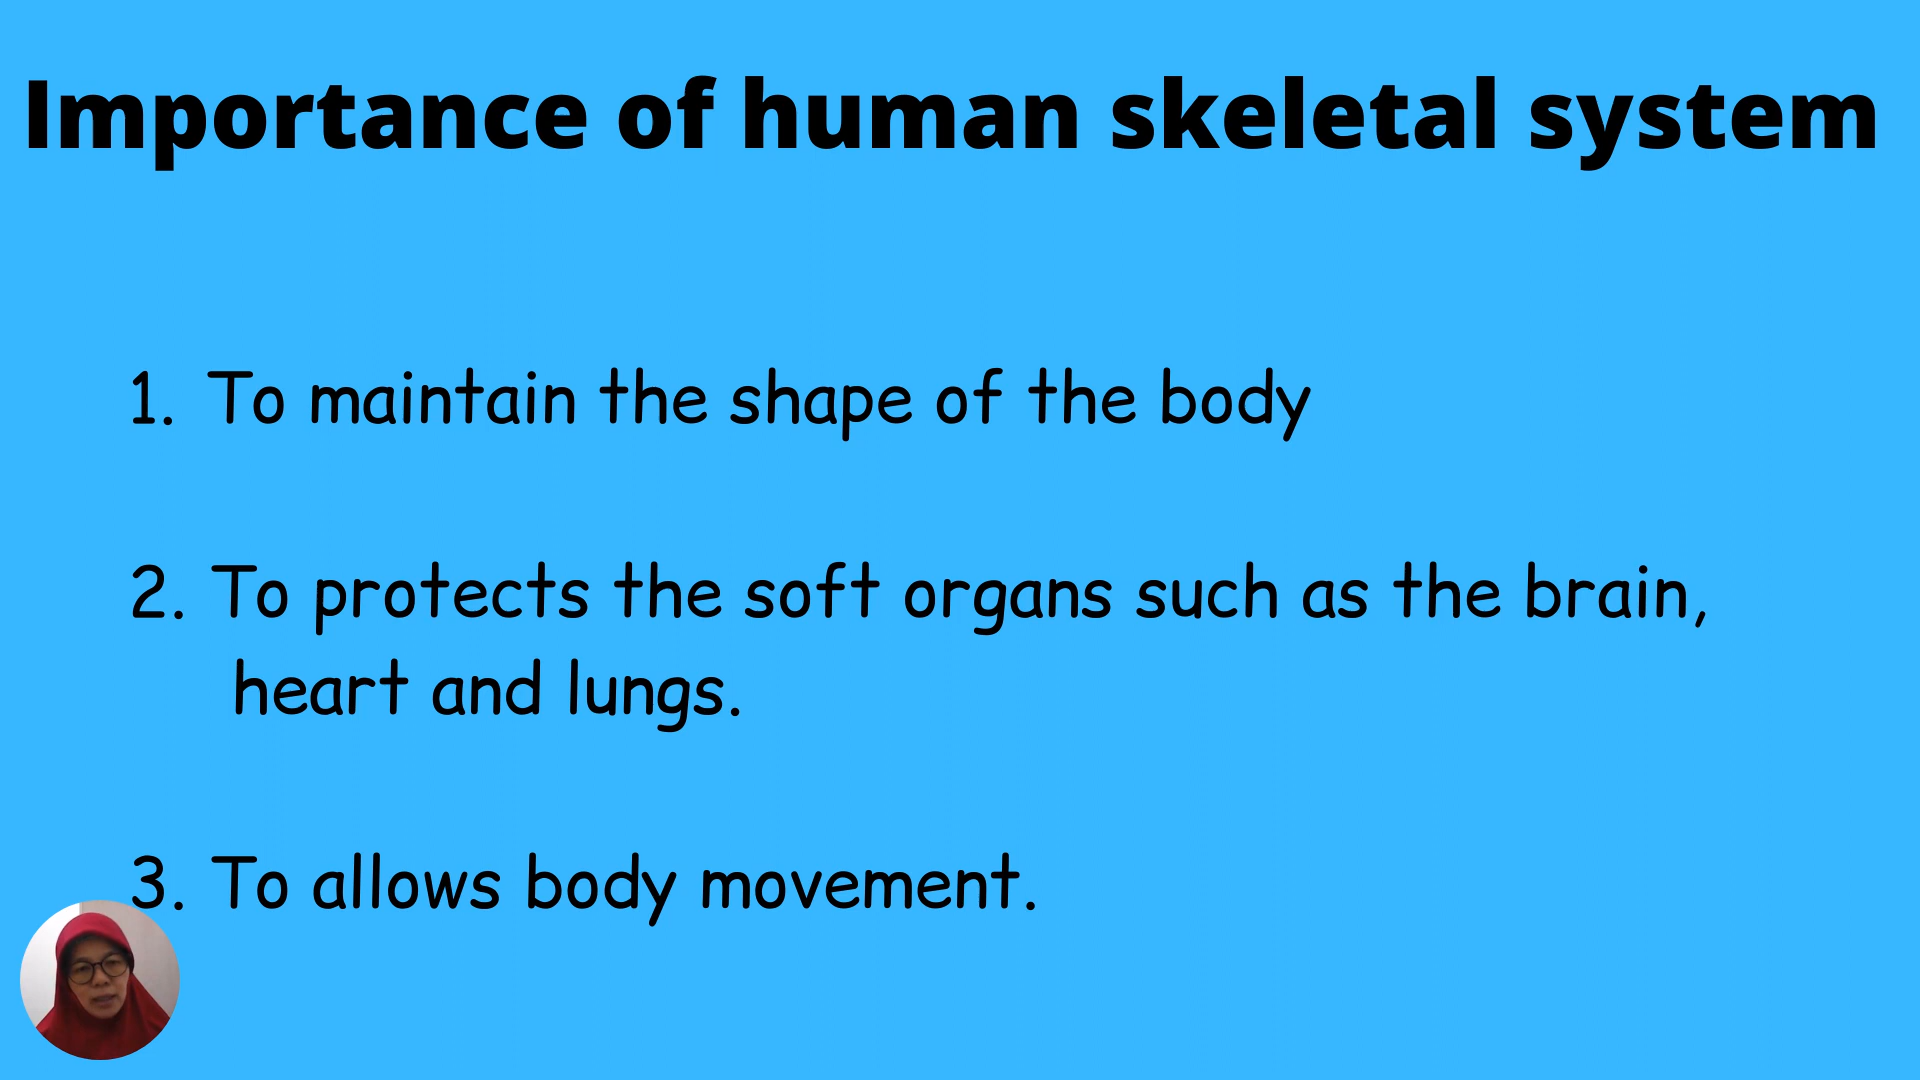 Importance of human skeletal system
1. To maintain the shape of the body
2. To protects the soft organs such as the brain,
heart and lungs.
3. To allows body movement.